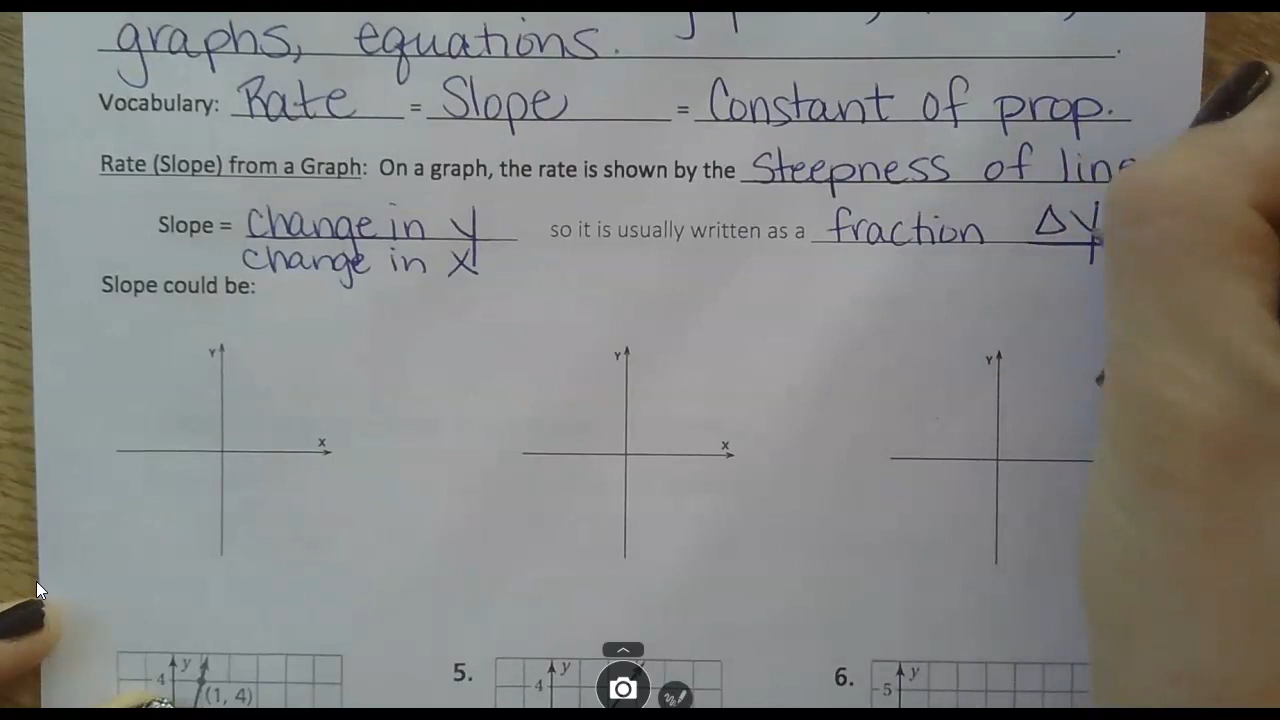 graphs, equations.
Vocabulary: Rate = Slope = Constant of prop.
Rate (Slope) from a Graph: On a graph, the rate is shown by the Steepness of line
Slope = change in y so it is usually written as a fraction Δy
change in x
Slope could be:
Y Y Y
X X
y 5. y 6. y
4 4 5
(1, 4)